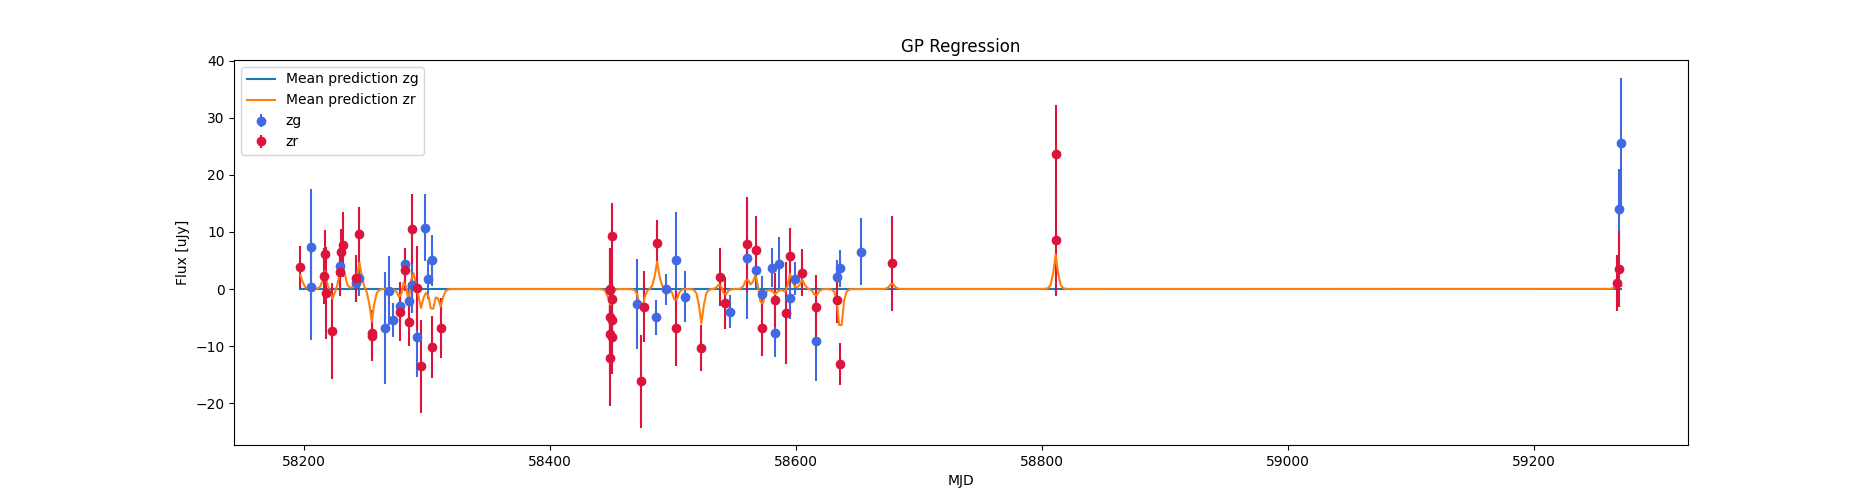 GP Regression
Flux [uJy]
40
30
20
10
0
−10
−20
Mean prediction zg
Mean prediction zr
zg
zr
58200
58400
58600
58800
59000
59200
MJD